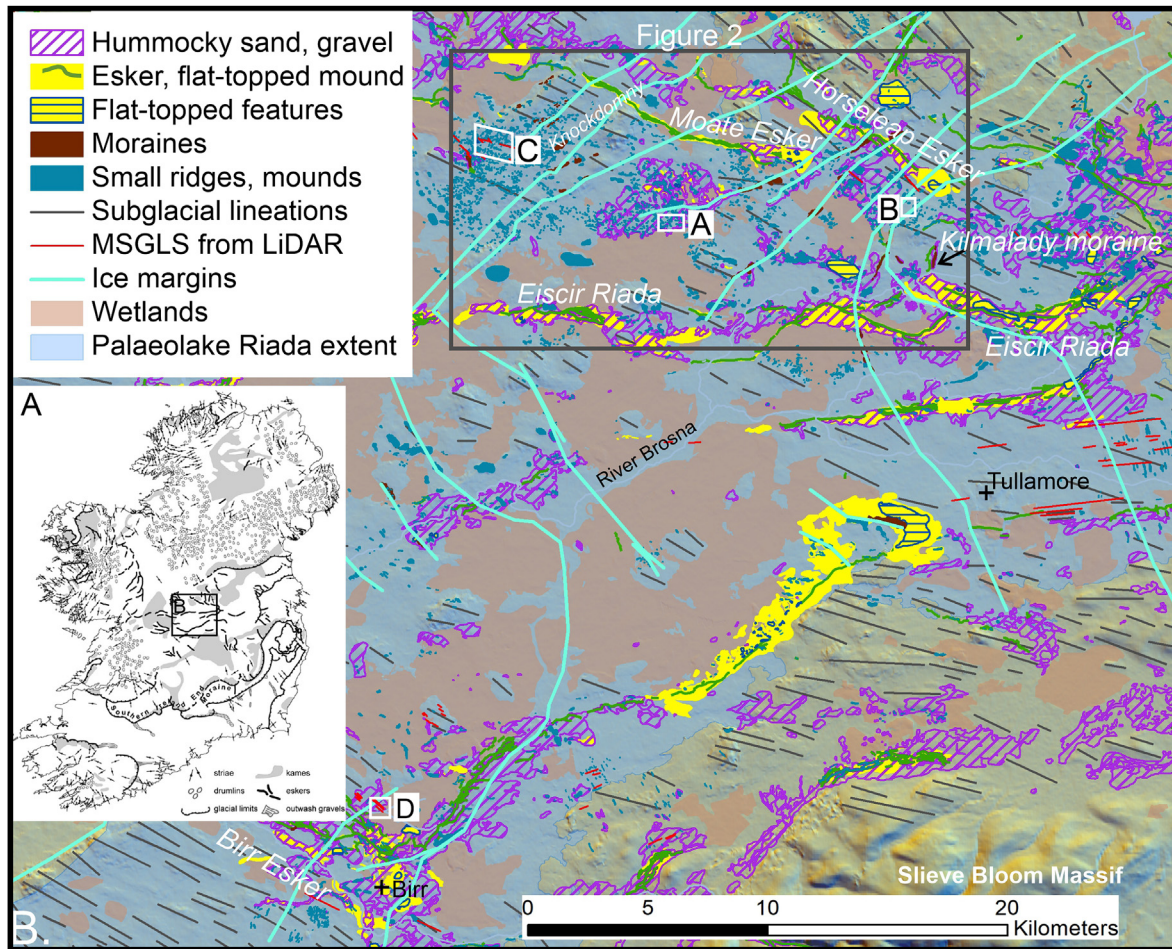 Hummocky sand, gravel
Esker, flat-topped mound
Flat-topped features
Moraines
Small ridges, mounds
Subglacial lineations
MSGLS from LiDAR
Ice margins
Wetlands
Palaeolake Riada extent
Figure 2
Knockdomny
Moate Esker
Horseleap Esker
C
A
B
Kilmalady moraine
Eiscir Riada
Eiscir Riada
River Brosna
Tullamore
A
B
Southern Ireland End Moraine
striae
kames
drumlins
eskers
glacial limits
outwash gravels
D
Birr Esker
Birr
Slieve Bloom Massif
B.
0 5 10 20
Kilometers